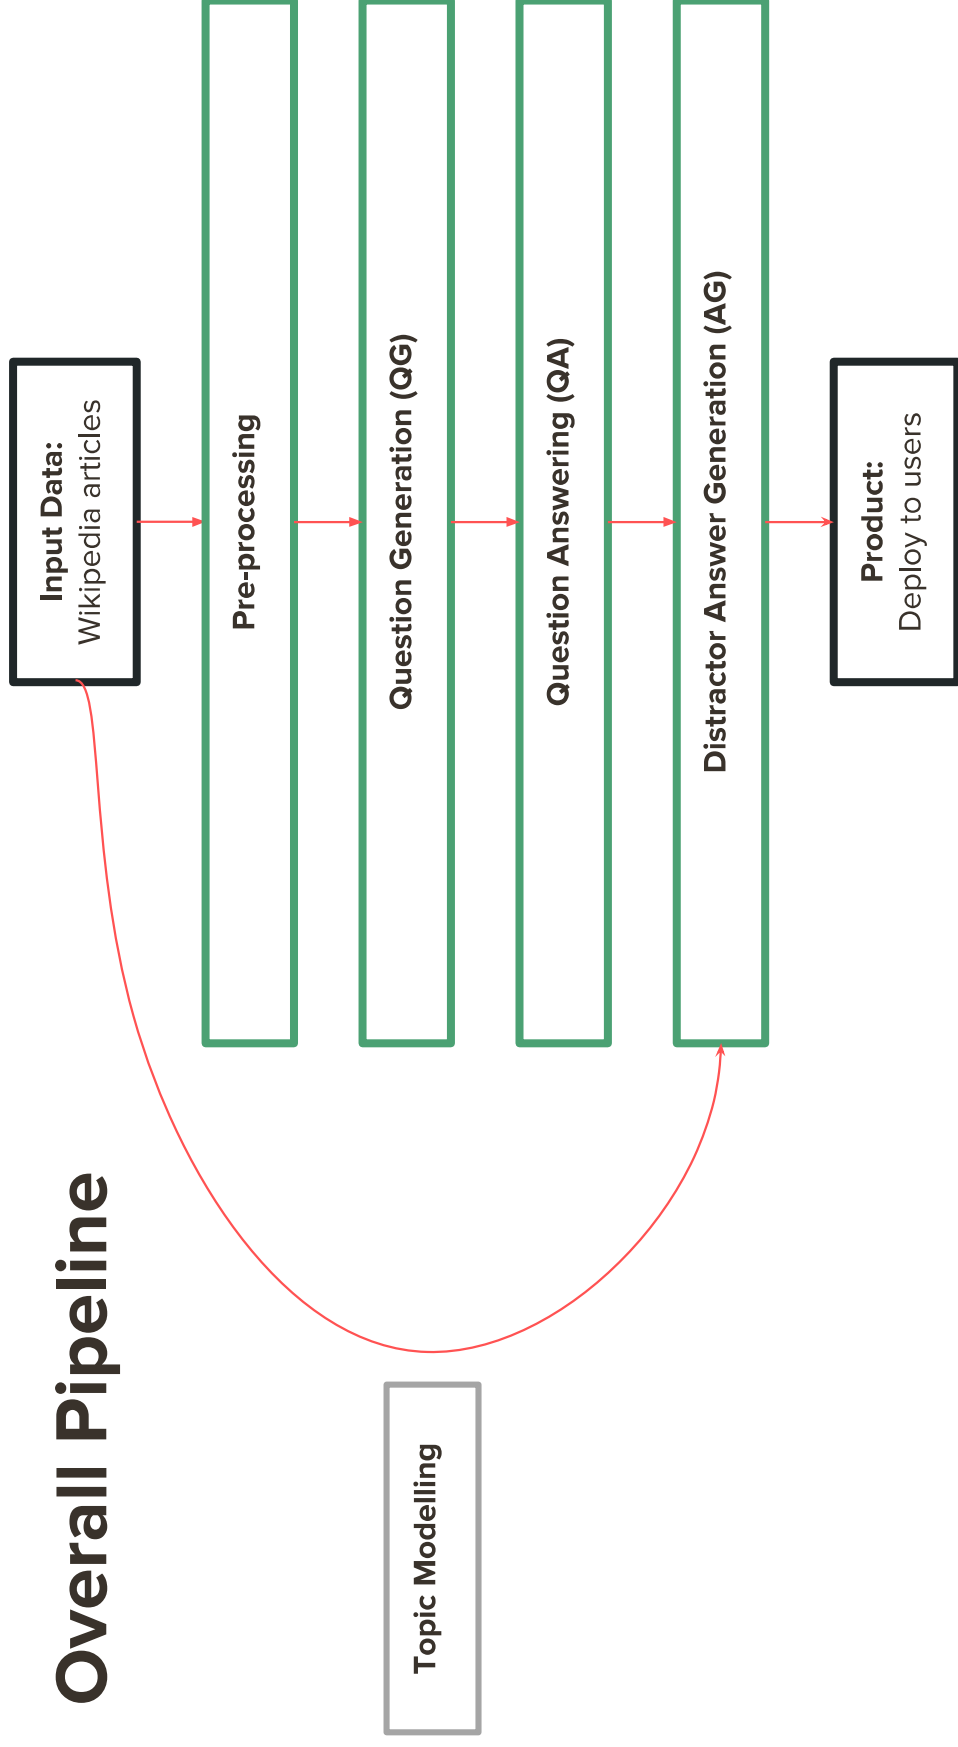 Overall Pipeline
Input Data:
Wikipedia articles
Pre-processing
Question Generation (QG)
Question Answering (QA)
Distractor Answer Generation (AG)
Product:
Deploy to users
Topic Modelling